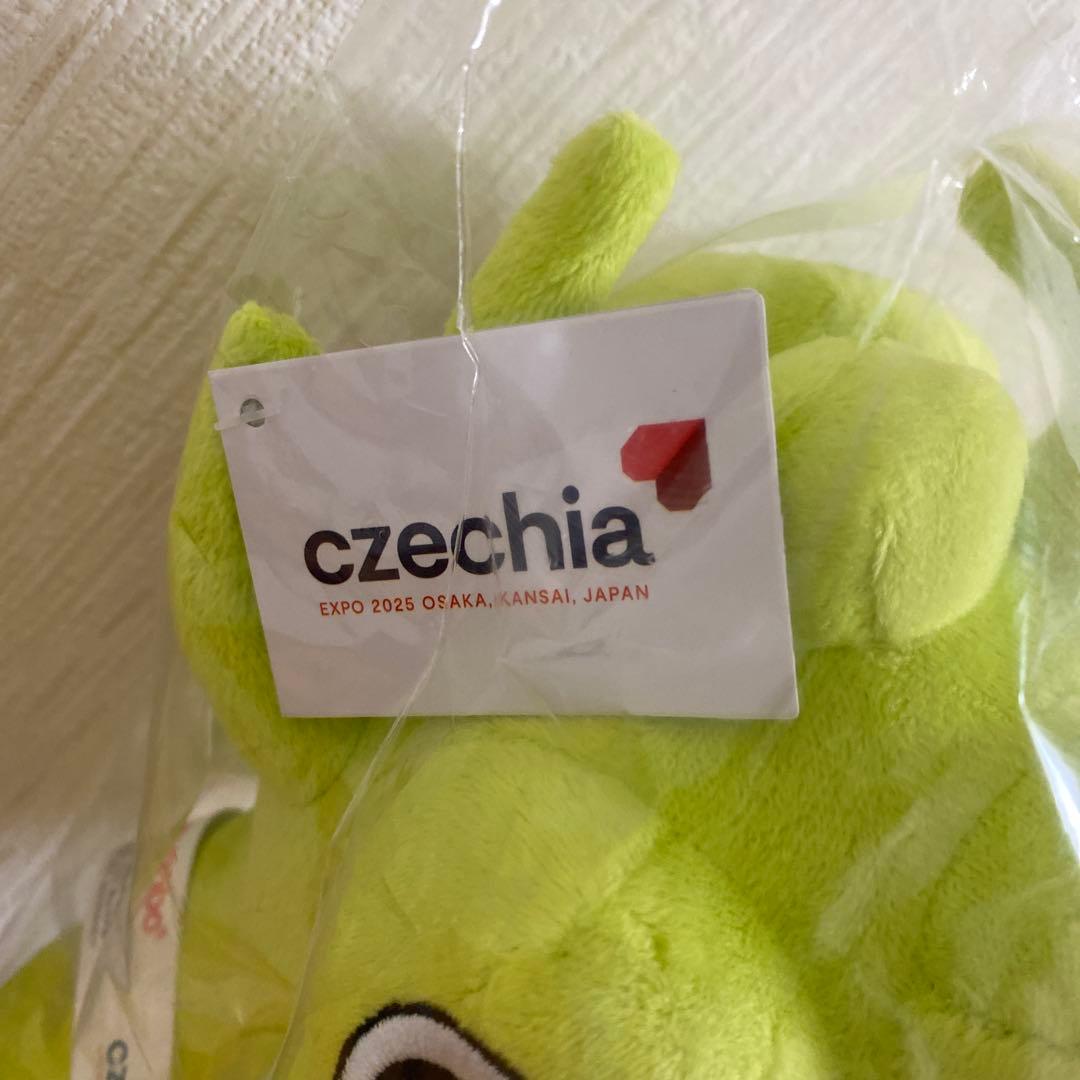 czechia
EXPO 2025 OSAKA, KANSAI, JAPAN